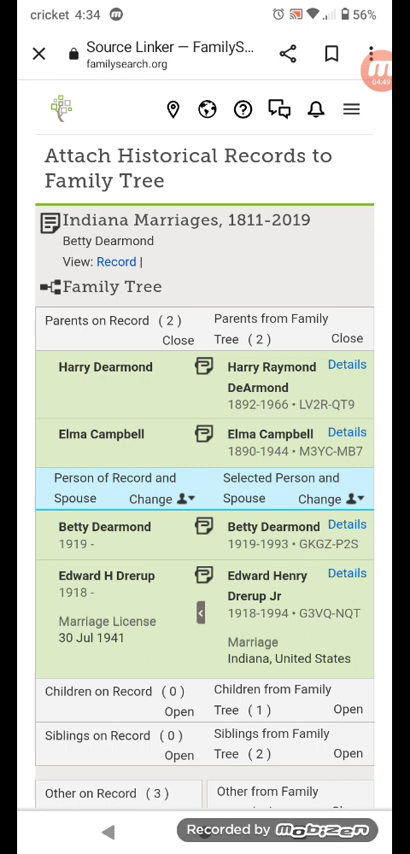 cricket 4:34
56%
Source Linker — FamilyS...
familysearch.org
04:49
Attach Historical Records to
Family Tree
Indiana Marriages, 1811-2019
Betty Dearmond
View: Record |
Family Tree
Parents on Record ( 2 )
Close
Parents from Family
Tree ( 2 )
Close
Harry Dearmond
Harry Raymond
DeArmond
1892-1966 • LV2R-QT9
Details
Elma Campbell
Elma Campbell
1890-1944 • M3YC-MB7
Details
Person of Record and
Spouse
Change
Selected Person and
Spouse
Change
Betty Dearmond
1919 -
Betty Dearmond
1919-1993 • GKGZ-P2S
Details
Edward H Drerup
1918 -
Marriage License
30 Jul 1941
Edward Henry
Drerup Jr
1918-1994 • G3VQ-NQT
Details
Marriage
Indiana, United States
Children on Record ( 0 )
Open
Children from Family
Tree ( 1 )
Open
Siblings on Record ( 0 )
Open
Siblings from Family
Tree ( 2 )
Open
Other on Record ( 3 )
Other from Family
Recorded by mobizen